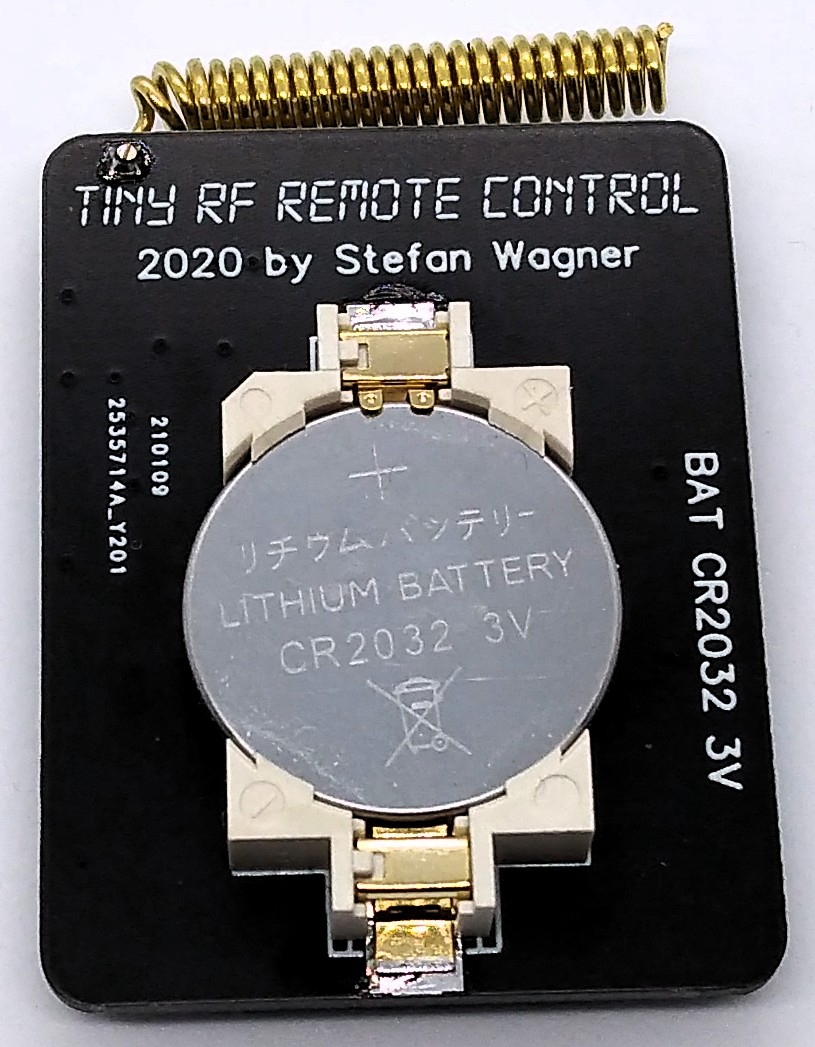 TINY RF REMOTE CONTROL
2020 by Stefan Wagner
210109
2535714A_Y201
+
リチウムバッテリー
LITHIUM BATTERY
CR2032 3V
BAT CR2032 3V